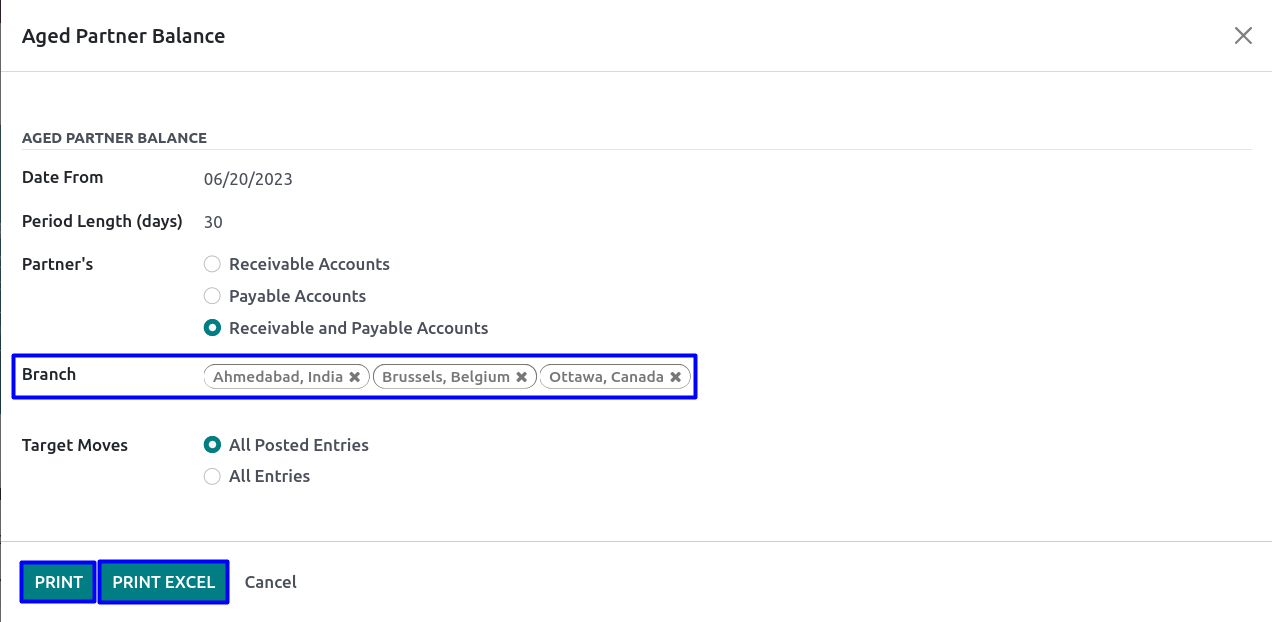 Aged Partner Balance
AGED PARTNER BALANCE
Date From 06/20/2023
Period Length (days) 30
Partner's Receivable Accounts
Payable Accounts
Receivable and Payable Accounts
Branch Ahmedabad, India Brussels, Belgium Ottawa, Canada
Target Moves All Posted Entries
All Entries
PRINT PRINT EXCEL Cancel